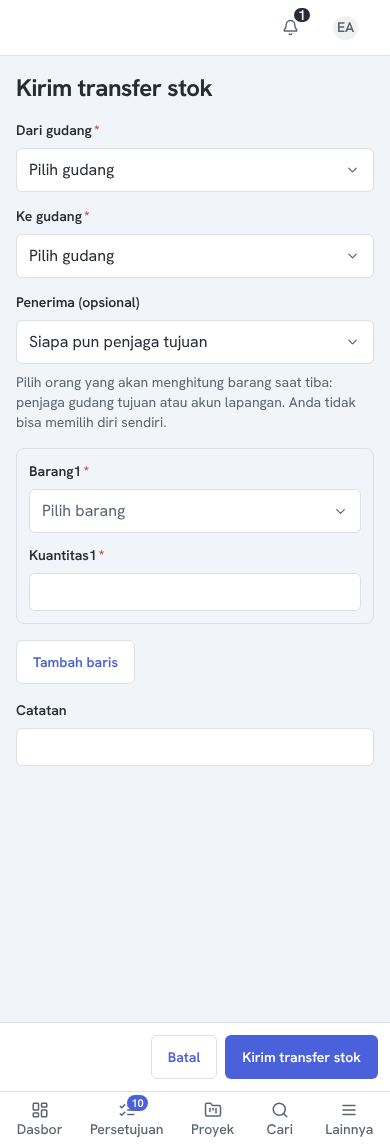 1
EA
Kirim transfer stok
Dari gudang *
Pilih gudang
Ke gudang *
Pilih gudang
Penerima (opsional)
Siapa pun penjaga tujuan
Pilih orang yang akan menghitung barang saat tiba:
penjaga gudang tujuan atau akun lapangan. Anda tidak
bisa memilih diri sendiri.
Barang1 *
Pilih barang
Kuantitas1 *
Tambah baris
Catatan
Batal
Kirim transfer stok
10
Dasbor
Persetujuan
Proyek
Cari
Lainnya